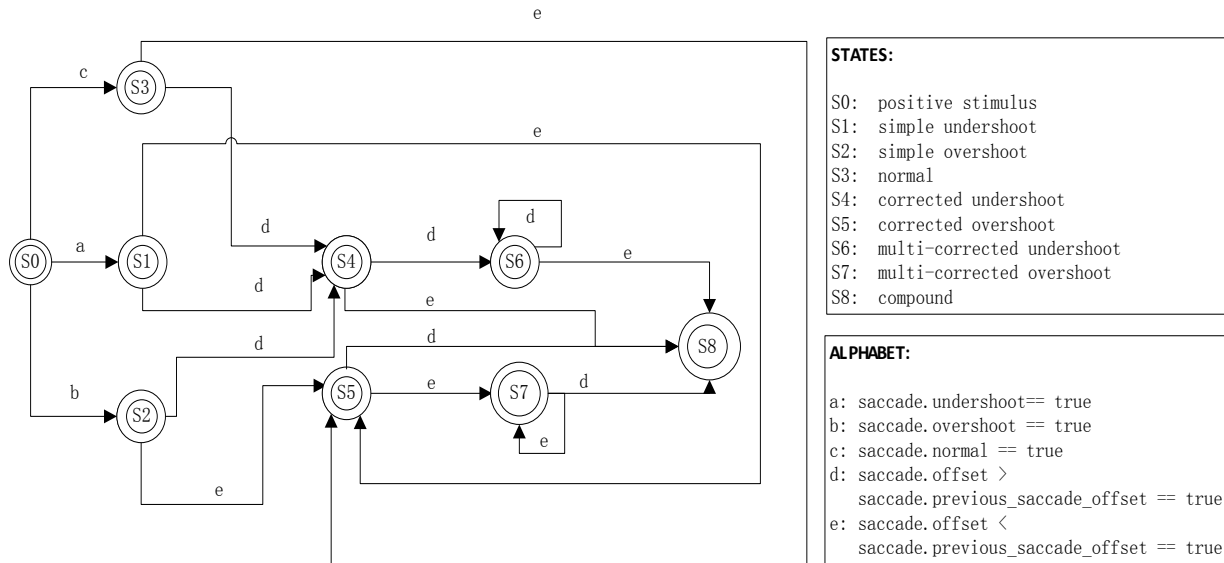 e
c
S3
e
d
d
d
a
S0
S1
S4
S6
e
d
e
d
d
S8
b
S2
S5
e
S7
d
e
e
STATES:
S0: positive stimulus
S1: simple undershoot
S2: simple overshoot
S3: normal
S4: corrected undershoot
S5: corrected overshoot
S6: multi-corrected undershoot
S7: multi-corrected overshoot
S8: compound
ALPHABET:
a: saccade.undershoot== true
b: saccade.overshoot == true
c: saccade.normal == true
d: saccade.offset >
saccade.previous_saccade_offset == true
e: saccade.offset <
saccade.previous_saccade_offset == true